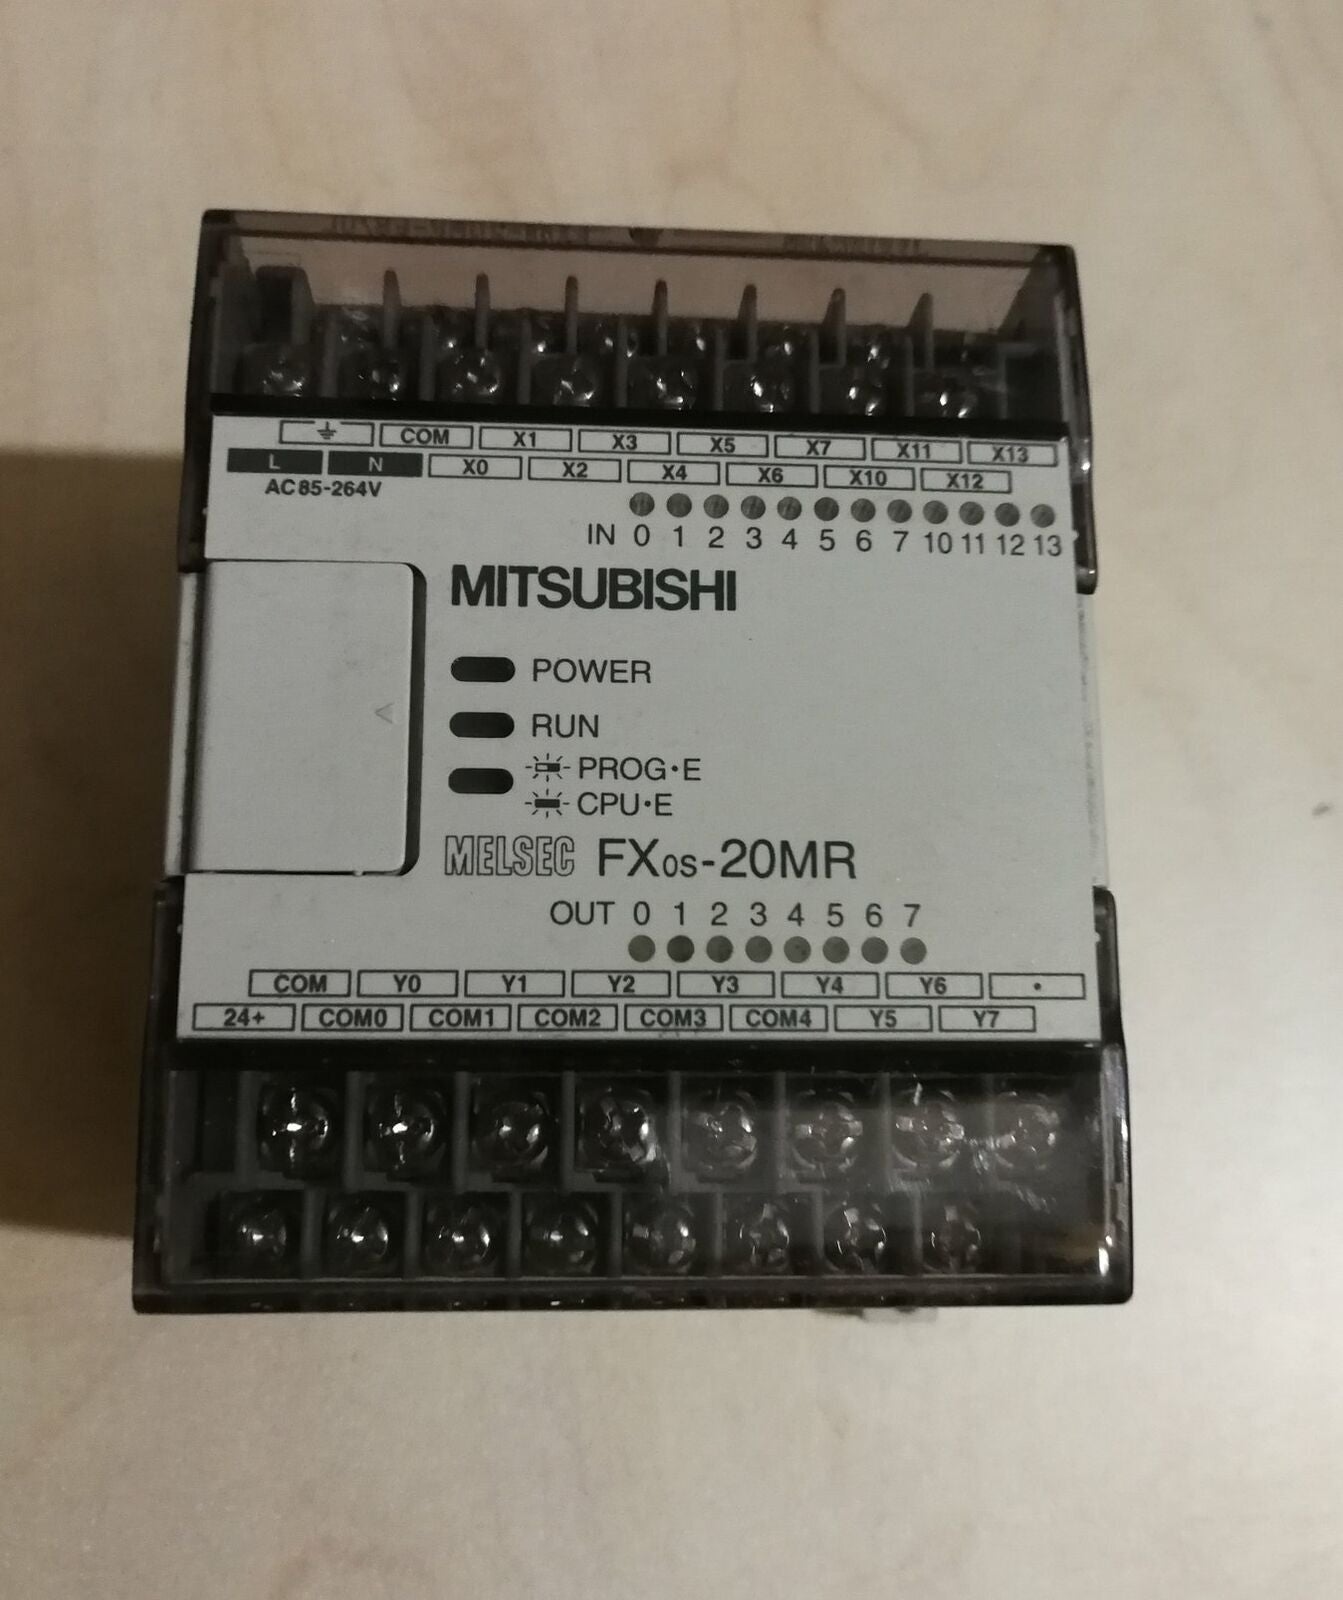 ⏚ COM X1 X3 X5 X7 X11 X13
L N X0 X2 X4 X6 X10 X12
AC85-264V
IN 0 1 2 3 4 5 6 7 10 11 12 13
MITSUBISHI
POWER
RUN
PROG·E
CPU·E
MELSEC FX0S-20MR
OUT 0 1 2 3 4 5 6 7
COM Y0 Y1 Y2 Y3 Y4 Y6 •
24+ COM0 COM1 COM2 COM3 COM4 Y5 Y7